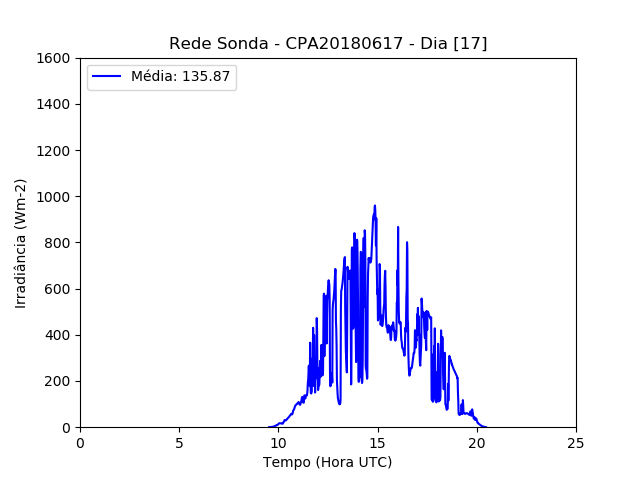 Rede Sonda - CPA20180617 - Dia [17]
Média: 135.87
1600
1400
1200
1000
800
600
400
200
0
Irradiância (Wm-2)
0 5 10 15 20 25
Tempo (Hora UTC)